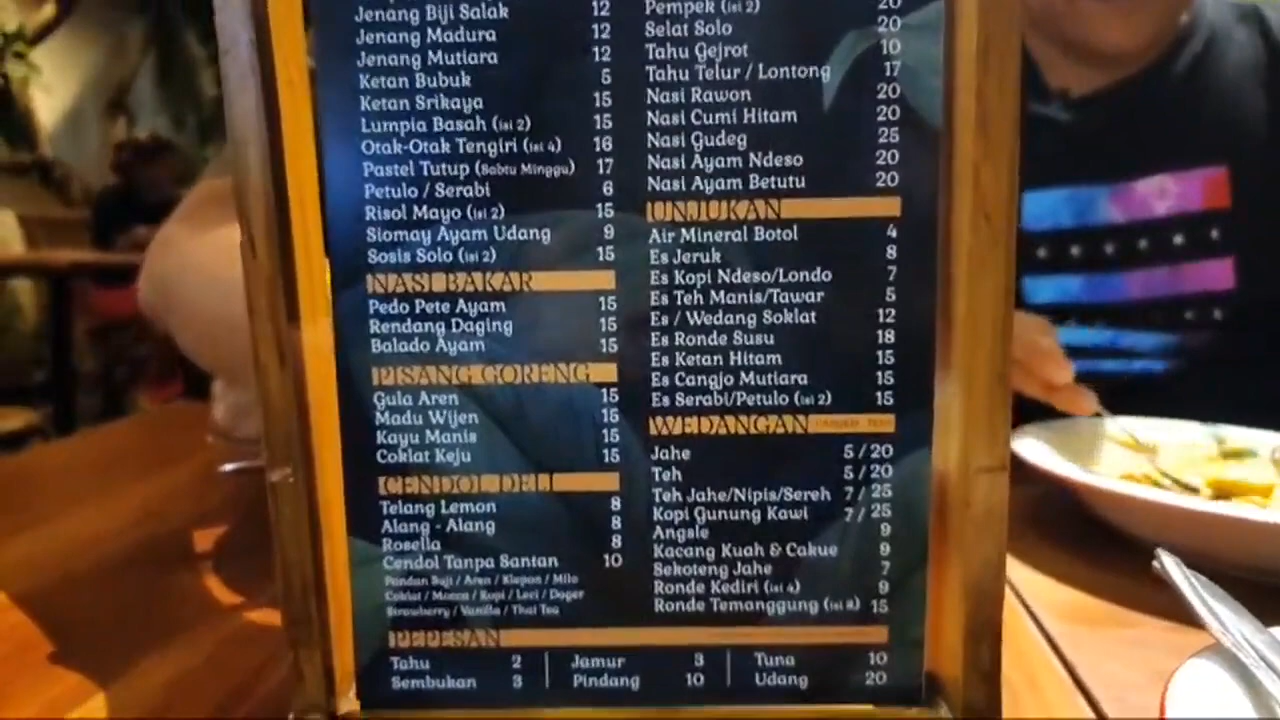 Jenang Biji Salak 12
Jenang Madura 12
Jenang Mutiara 12
Ketan Bubuk 5
Ketan Srikaya 15
Lumpia Basah (isi 2) 15
Otak-Otak Tengiri (isi 4) 16
Pastel Tutup (Sabtu Minggu) 17
Petulo / Serabi 6
Risol Mayo (isi 2) 15
Siomay Ayam Udang 9
Sosis Solo (isi 2) 15
NASI BAKAR
Pedo Pete Ayam 15
Rendang Daging 15
Balado Ayam 15
PISANG GORENG
Gula Aren 15
Madu Wijen 15
Kayu Manis 15
Coklat Keju 15
CENDOL DELI
Telang Lemon 8
Alang - Alang 8
Rosella 8
Cendol Tanpa Santan 10
Pandan Suji / Aren / Klepon / Milo
Coklat / Mocca / Kopi / Leci / Doger
Strawberry / Vanilla / Thai Tea
Pempek (isi 2) 20
Selat Solo 20
Tahu Gejrot 10
Tahu Telur / Lontong 17
Nasi Rawon 20
Nasi Cumi Hitam 20
Nasi Gudeg 25
Nasi Ayam Ndeso 20
Nasi Ayam Betutu 20
UNJUKAN
Air Mineral Botol 4
Es Jeruk 8
Es Kopi Ndeso/Londo 7
Es Teh Manis/Tawar 5
Es / Wedang Soklat 12
Es Ronde Susu 18
Es Ketan Hitam 15
Es Cangjo Mutiara 15
Es Serabi/Petulo (isi 2) 15
WEDANGAN
Jahe 5/20
Teh 5/20
Teh Jahe/Nipis/Sereh 7/25
Kopi Gunung Kawi 7/25
Angsle 9
Kacang Kuah & Cakue 9
Sekoteng Jahe 7
Ronde Kediri (isi 4) 9
Ronde Temanggung (isi 8) 15
PEPESAN
Tahu 2 Jamur 3 Tuna 10
Sembukan 3 Pindang 10 Udang 20